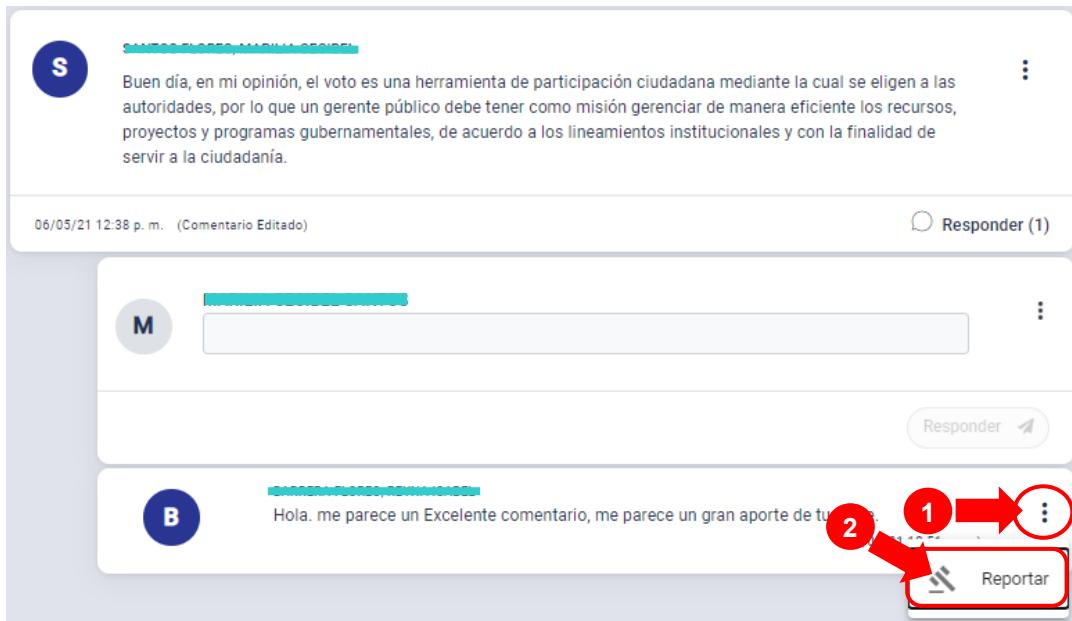 S
Buen día, en mi opinión, el voto es una herramienta de participación ciudadana mediante la cual se eligen a las
autoridades, por lo que un gerente público debe tener como misión gerenciar de manera eficiente los recursos,
proyectos y programas gubernamentales, de acuerdo a los lineamientos institucionales y con la finalidad de
servir a la ciudadanía.
06/05/21 12:38 p. m. (Comentario Editado)
Responder (1)
M
Responder
B
Hola. me parece un Excelente comentario, me parece un gran aporte de
1
2
Reportar